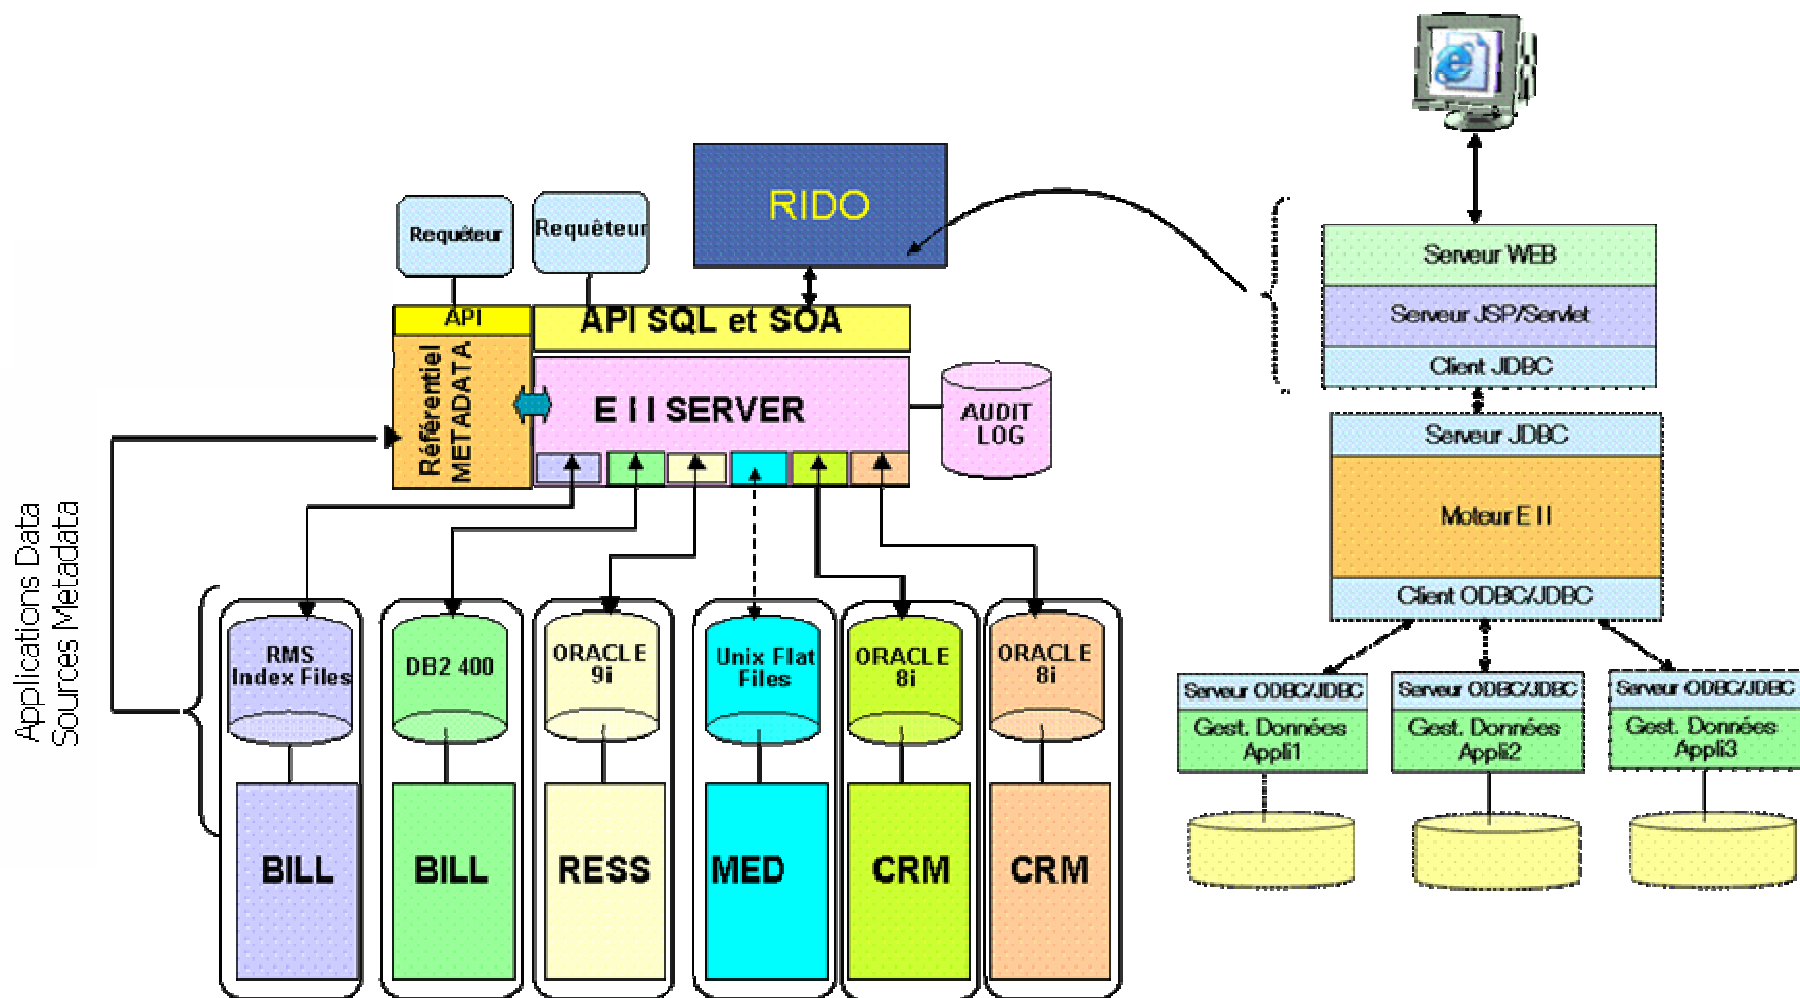 RIDO
Requêteur
Requêteur
API
API SQL et SOA
Référentiel
METADATA
E I I SERVER
AUDIT
LOG
Applications Data
Sources Metadata
RMS
Index Files
DB2 400
ORACLE
9i
Unix Flat
Files
ORACLE
8i
ORACLE
8i
BILL
BILL
RESS
MED
CRM
CRM
Serveur WEB
Serveur JSP/Servlet
Client JDBC
Serveur JDBC
Moteur E I I
Client ODBC/JDBC
Serveur ODBC/JDBC
Gest. Données
Appli1
Serveur ODBC/JDBC
Gest. Données
Appli2
Serveur ODBC/JDBC
Gest. Données
Appli3